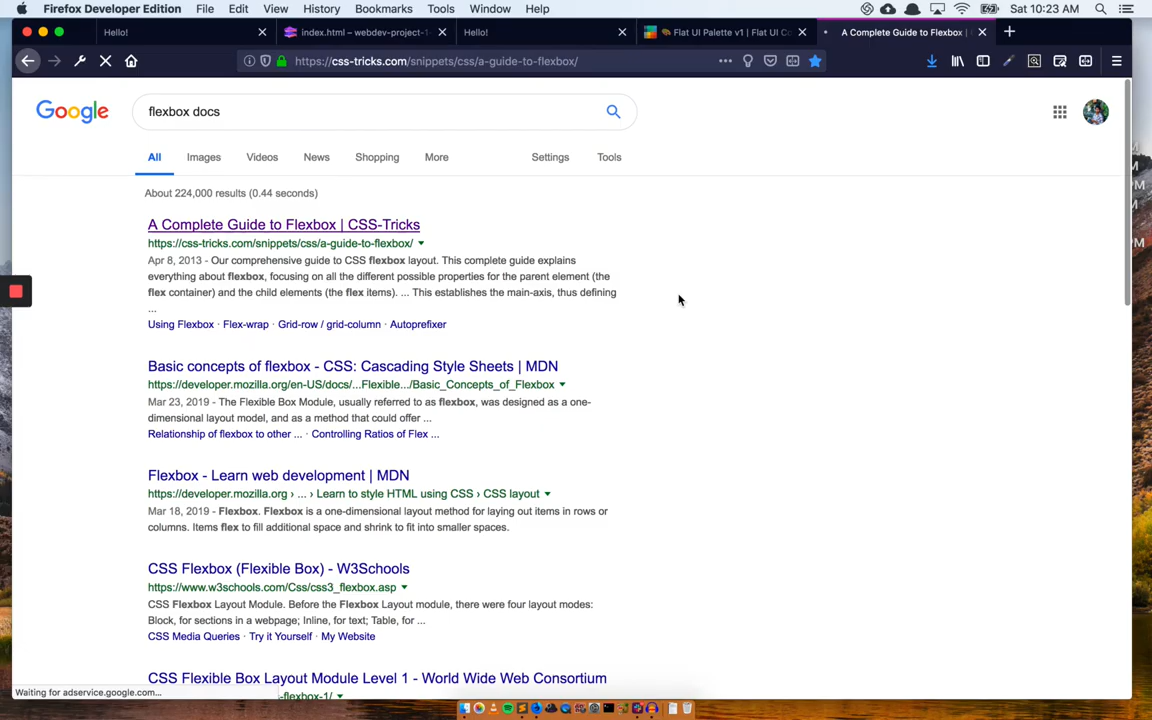 Firefox Developer Edition File Edit View History Bookmarks Tools Window Help Sat 10:23 AM
Hello! index.html – webdev-project-1 Hello! Flat UI Palette v1 | Flat UI Co A Complete Guide to Flexbox |
https://css-tricks.com/snippets/css/a-guide-to-flexbox/
Google flexbox docs
All Images Videos News Shopping More Settings Tools
About 224,000 results (0.44 seconds)
A Complete Guide to Flexbox | CSS-Tricks
https://css-tricks.com/snippets/css/a-guide-to-flexbox/
Apr 8, 2013 - Our comprehensive guide to CSS flexbox layout. This complete guide explains
everything about flexbox, focusing on all the different possible properties for the parent element (the
flex container) and the child elements (the flex items). ... This establishes the main-axis, thus defining
...
Using Flexbox · Flex-wrap · Grid-row / grid-column · Autoprefixer
Basic concepts of flexbox - CSS: Cascading Style Sheets | MDN
https://developer.mozilla.org/en-US/docs/...Flexible.../Basic_Concepts_of_Flexbox
Mar 23, 2019 - The Flexible Box Module, usually referred to as flexbox, was designed as a one-
dimensional layout model, and as a method that could offer ...
Relationship of flexbox to other ... · Controlling Ratios of Flex ...
Flexbox - Learn web development | MDN
https://developer.mozilla.org › ... › Learn to style HTML using CSS › CSS layout
Mar 18, 2019 - Flexbox. Flexbox is a one-dimensional layout method for laying out items in rows or
columns. Items flex to fill additional space and shrink to fit into smaller spaces.
CSS Flexbox (Flexible Box) - W3Schools
https://www.w3schools.com/Css/css3_flexbox.asp
CSS Flexbox Layout Module. Before the Flexbox Layout module, there were four layout modes:
Block, for sections in a webpage; Inline, for text; Table, for ...
CSS Media Queries · Try it Yourself · My Website
CSS Flexible Box Layout Module Level 1 - World Wide Web Consortium
Waiting for adservice.google.com... s-flexbox-1/